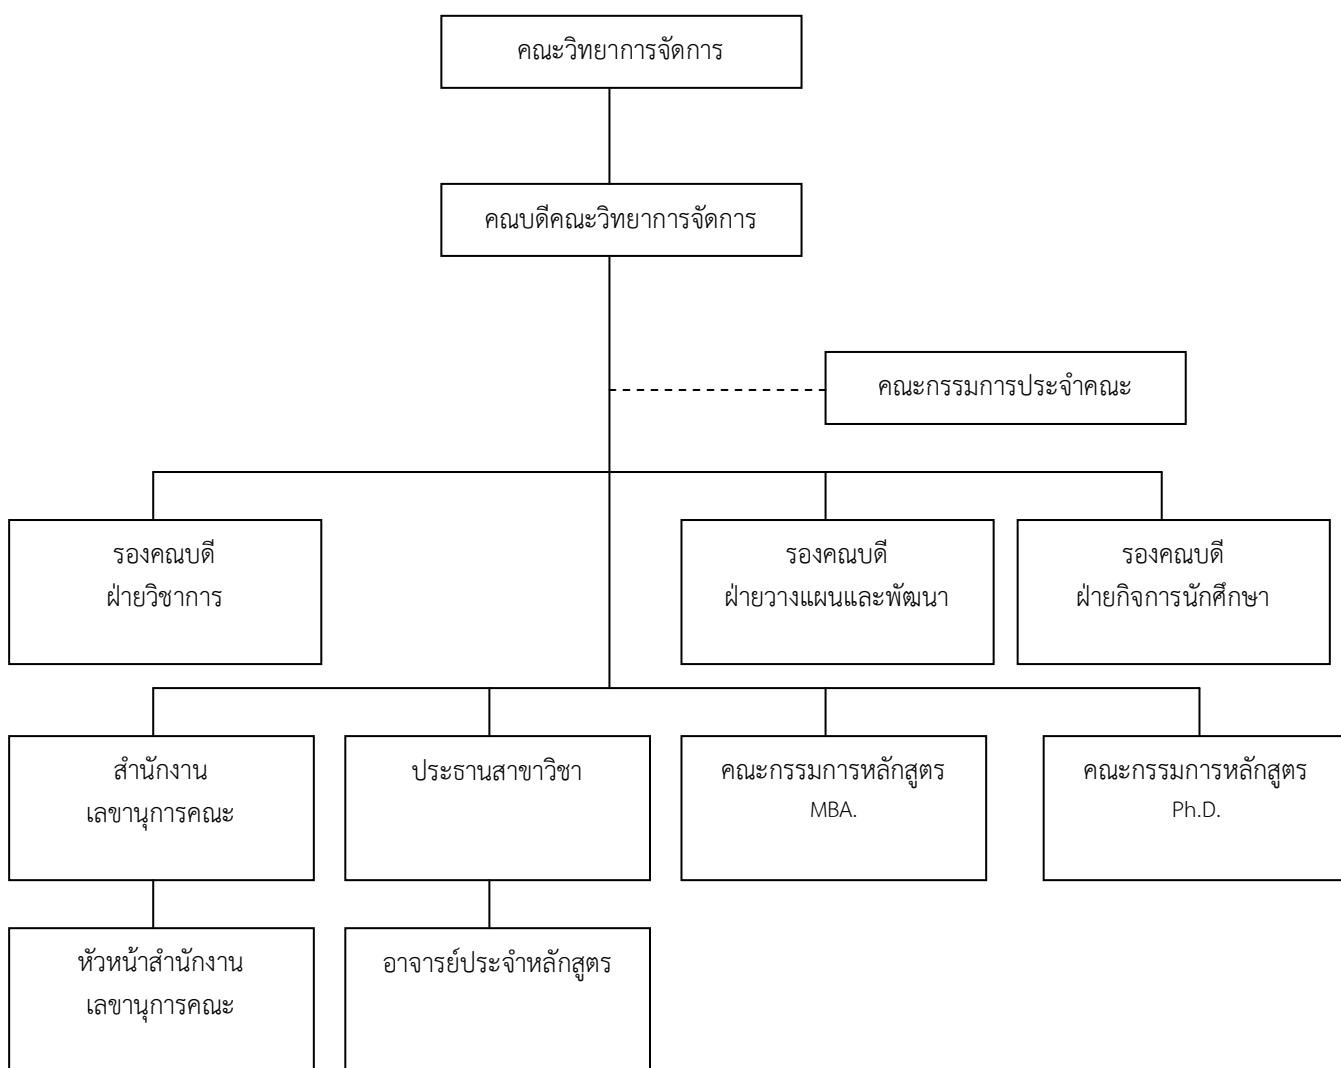 คณะวิทยาการจัดการ
คณบดีคณะวิทยาการจัดการ
คณะกรรมการประจำคณะ
รองคณบดี
ฝ่ายวิชาการ
รองคณบดี
ฝ่ายวางแผนและพัฒนา
รองคณบดี
ฝ่ายกิจการนักศึกษา
สำนักงาน
เลขานุการคณะ
ประธานสาขาวิชา
คณะกรรมการหลักสูตร
MBA.
คณะกรรมการหลักสูตร
Ph.D.
หัวหน้าสำนักงาน
เลขานุการคณะ
อาจารย์ประจำหลักสูตร